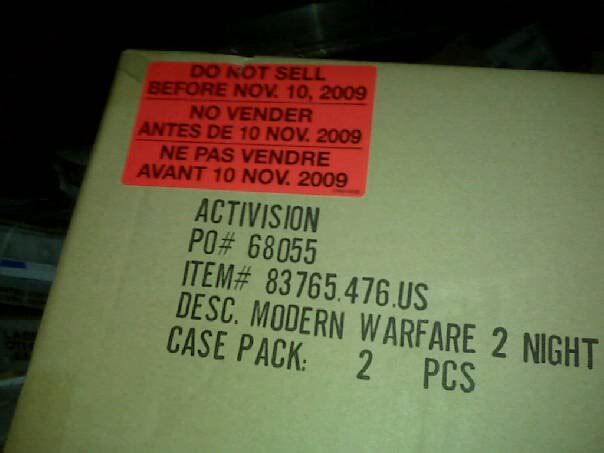 DO NOT SELL
BEFORE NOV. 10, 2009
NO VENDER
ANTES DE 10 NOV. 2009
NE PAS VENDRE
AVANT 10 NOV. 2009
ACTIVISION
PO# 68055
ITEM# 83765.476.US
DESC. MODERN WARFARE 2 NIGHT
CASE PACK: 2 PCS